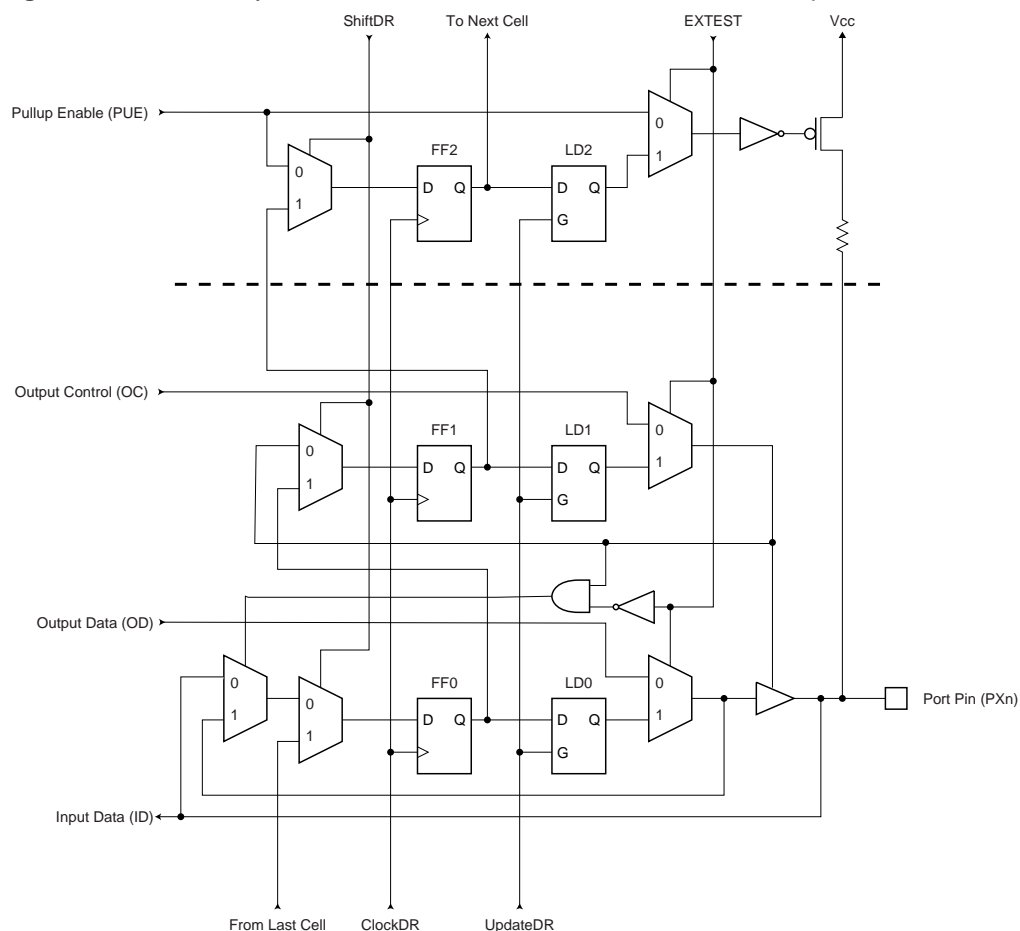 ShiftDR To Next Cell EXTEST Vcc
Pullup Enable (PUE)
0
1
FF2
D Q
LD2
D Q
G
0
1
Output Control (OC)
0
1
FF1
D Q
LD1
D Q
G
0
1
Output Data (OD)
0
1
0
1
FF0
D Q
LD0
D Q
G
0
1
Port Pin (PXn)
Input Data (ID)
From Last Cell ClockDR UpdateDR